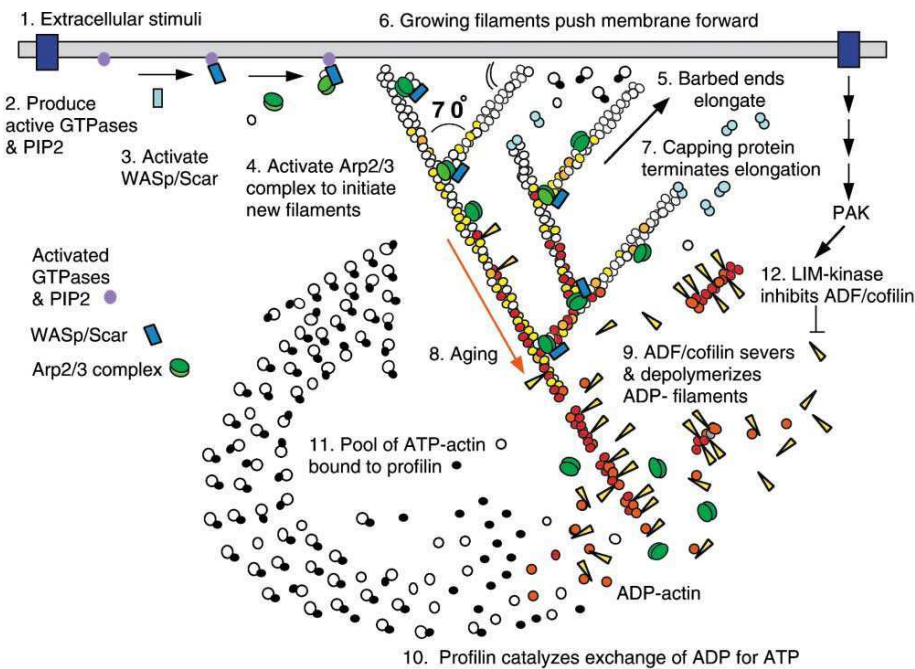 1. Extracellular stimuli
6. Growing filaments push membrane forward
2. Produce
active GTPases
& PIP2
3. Activate
WASp/Scar
4. Activate Arp2/3
complex to initiate
new filaments
70°
5. Barbed ends
elongate
7. Capping protein
terminates elongation
PAK
12. LIM-kinase
inhibits ADF/cofilin
Activated
GTPases
& PIP2
WASp/Scar
Arp2/3 complex
8. Aging
9. ADF/cofilin severs
& depolymerizes
ADP- filaments
11. Pool of ATP-actin
bound to profilin
ADP-actin
10. Profilin catalyzes exchange of ADP for ATP